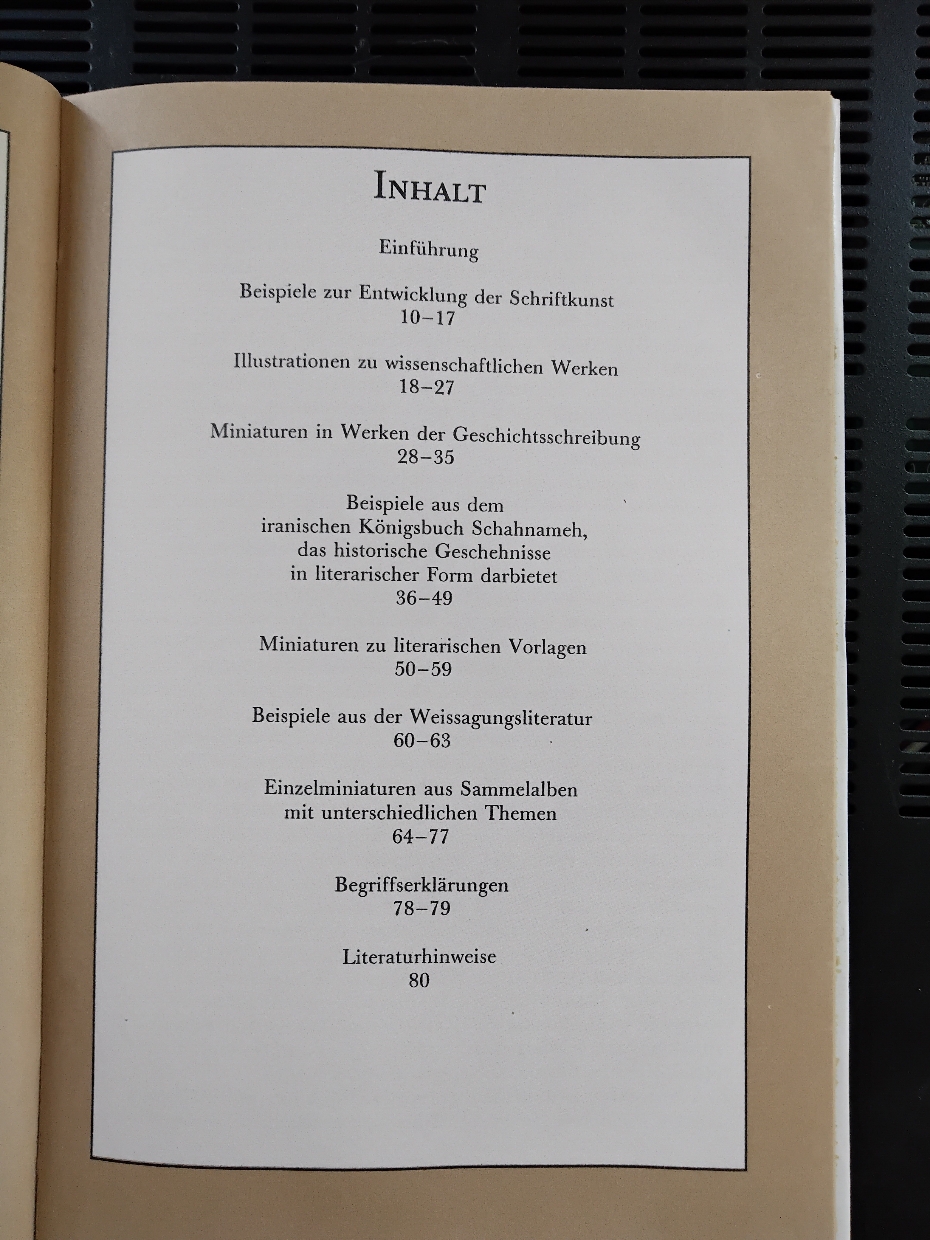 INHALT
Einführung
Beispiele zur Entwicklung der Schriftkunst
10–17
Illustrationen zu wissenschaftlichen Werken
18–27
Miniaturen in Werken der Geschichtsschreibung
28–35
Beispiele aus dem
iranischen Königsbuch Schahnameh,
das historische Geschehnisse
in literarischer Form darbietet
36–49
Miniaturen zu literarischen Vorlagen
50–59
Beispiele aus der Weissagungsliteratur
60–63
Einzelminiaturen aus Sammelalben
mit unterschiedlichen Themen
64–77
Begriffserklärungen
78–79
Literaturhinweise
80